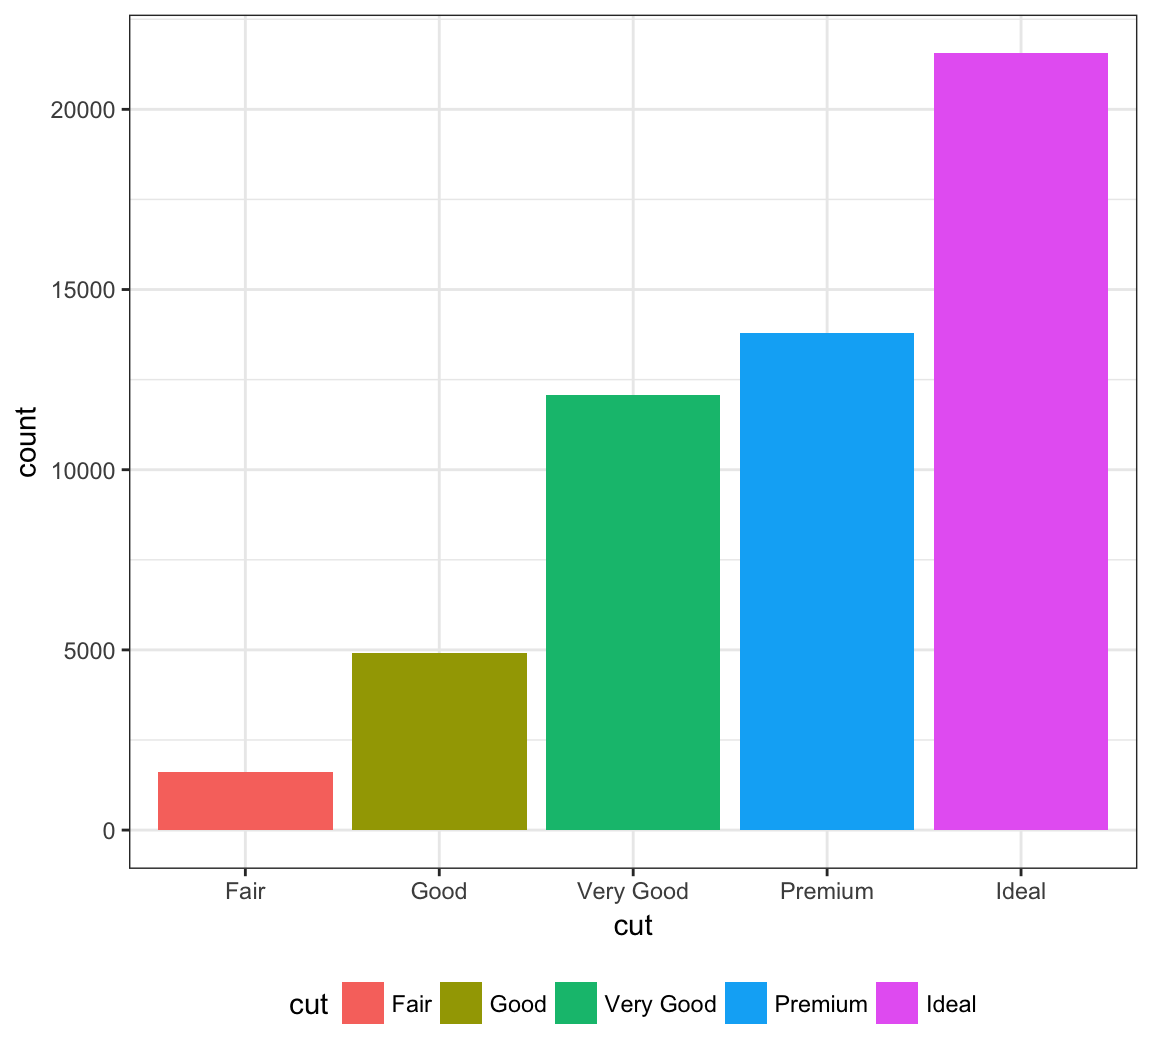 count
20000
15000
10000
5000
0
Fair Good Very Good Premium Ideal
cut
cut Fair Good Very Good Premium Ideal